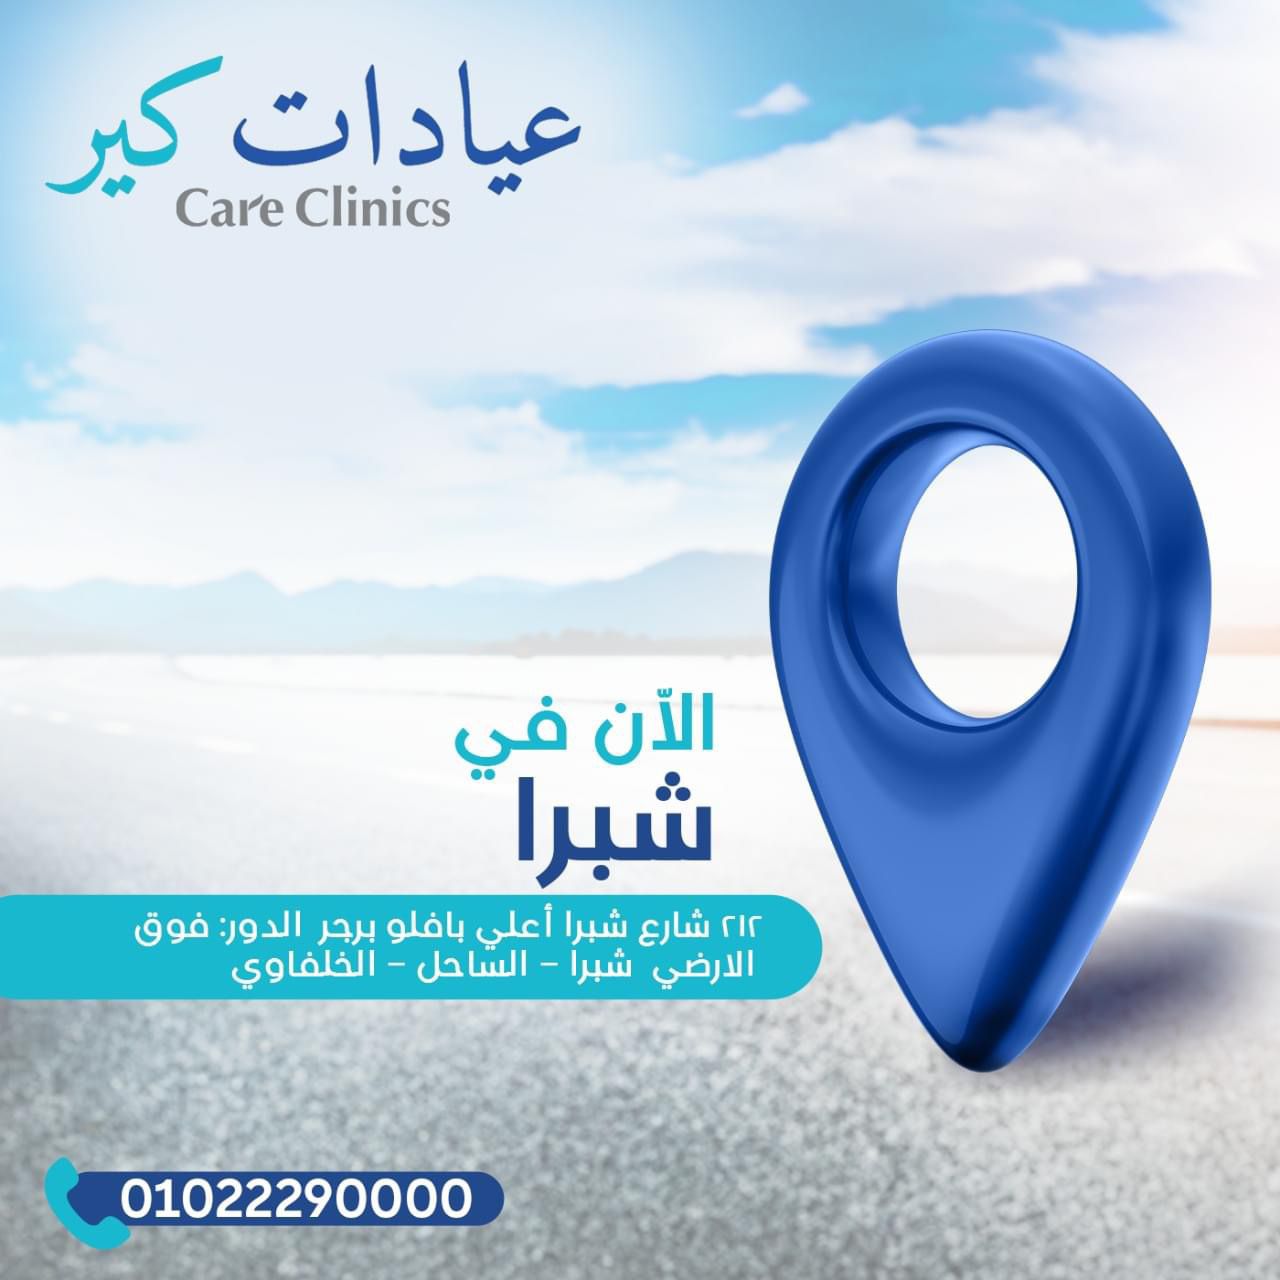 عيادات كير
Care Clinics
الآن في
شبرا
٢١٢ شارع شبرا أعلي بافلو برجر الدور: فوق
الارضي شبرا – الساحل – الخلفاوي
01022290000